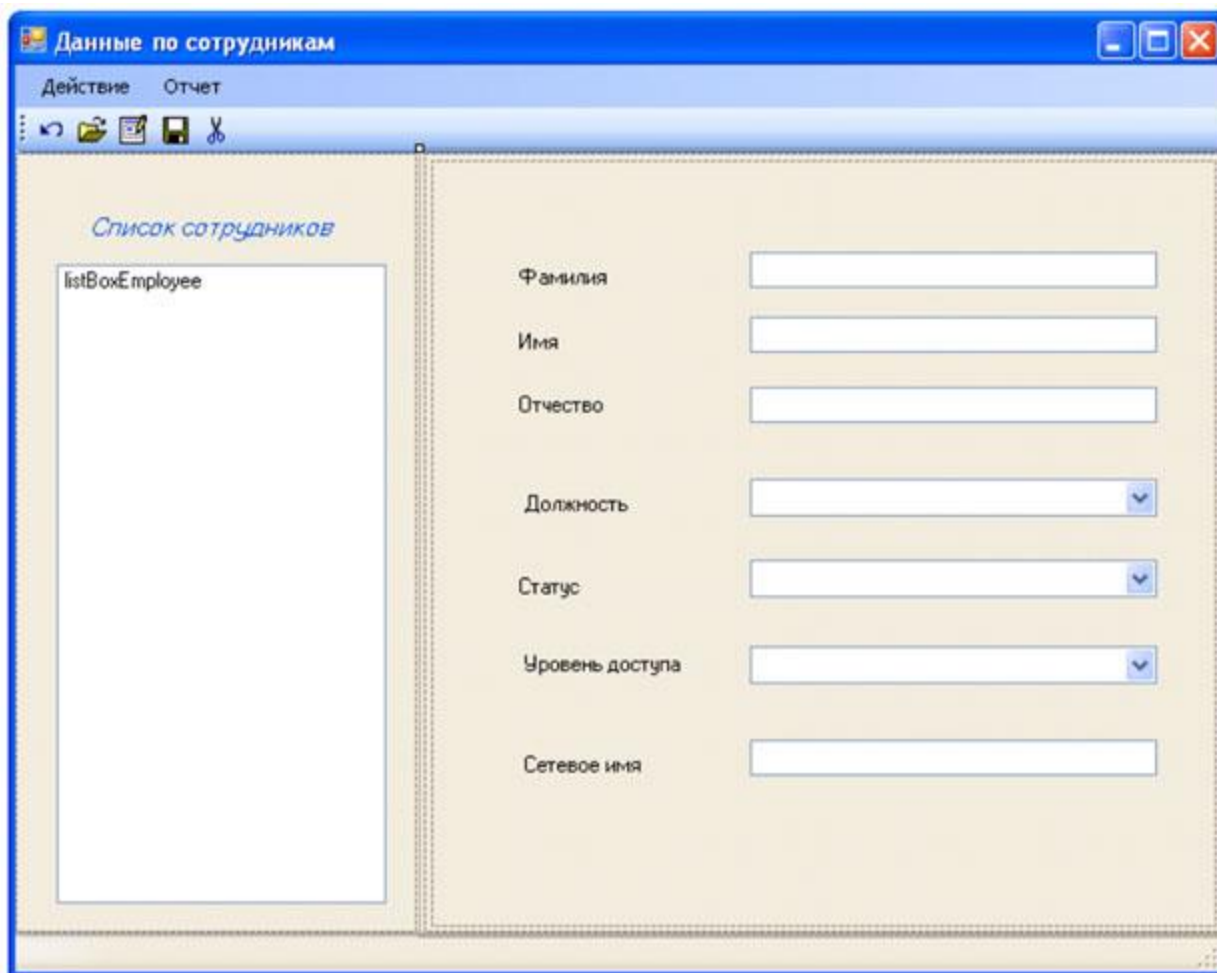 Данные по сотрудникам
Действие Отчет
Список сотрудников
listBoxEmployee
Фамилия
Имя
Отчество
Должность
Статус
Уровень доступа
Сетевое имя